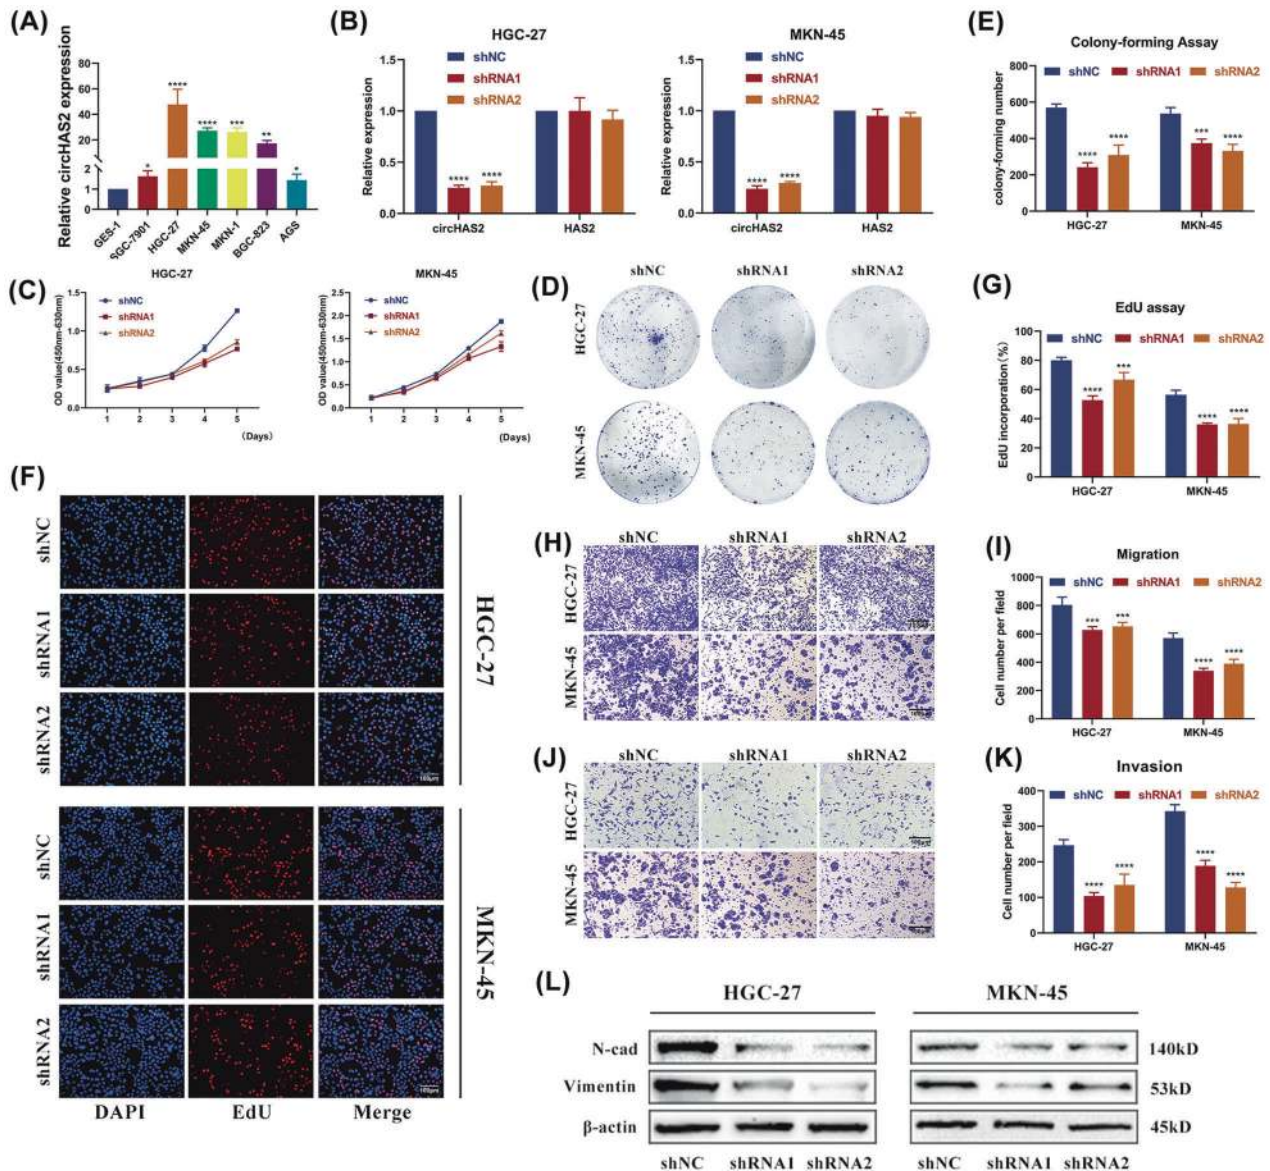 (A)
Relative circHAS2 expression
80
60
40
20
2
1
0
*
****
****
***
**
*
GES-1
SGC-7901
HGC-27
MKN-45
MKN-1
BGC-823
AGS
(B)
HGC-27
Relative expression
1.5
1.0
0.5
0.0
shNC
shRNA1
shRNA2
**** ****
circHAS2
HAS2
MKN-45
Relative expression
1.5
1.0
0.5
0.0
shNC
shRNA1
shRNA2
**** ****
circHAS2
HAS2
(E)
Colony-forming Assay
shNC shRNA1 shRNA2
colony-forming number
800
600
400
200
0
****
****
***
****
HGC-27
MKN-45
(C)
HGC-27
OD value(450nm-630nm)
1.5
1.0
0.5
0.0
shNC
shRNA1
shRNA2
1 2 3 4 5
(Days)
MKN-45
OD value(450nm-630nm)
2.5
2.0
1.5
1.0
0.5
0.0
shNC
shRNA1
shRNA2
1 2 3 4 5
(Days)
(D)
shNC shRNA1 shRNA2
HGC-27
MKN-45
(G)
EdU assay
shNC shRNA1 shRNA2
EdU incorporation(%)
100
80
60
40
20
0
****
***
****
****
HGC-27
MKN-45
(F)
shNC
shRNA1
shRNA2
HGC-27
100μm
shNC
shRNA1
shRNA2
MKN-45
100μm
DAPI EdU Merge
(H)
shNC shRNA1 shRNA2
HGC-27
MKN-45
(I)
Migration
shNC shRNA1 shRNA2
Cell number per field
1000
800
600
400
200
0
***
***
****
****
HGC-27
MKN-45
(J)
shNC shRNA1 shRNA2
HGC-27
MKN-45
(K)
Invasion
shNC shRNA1 shRNA2
Cell number per field
400
300
200
100
0
****
****
****
****
HGC-27
MKN-45
(L)
HGC-27 MKN-45
N-cad 140kD
Vimentin 53kD
β-actin 45kD
shNC shRNA1 shRNA2 shNC shRNA1 shRNA2